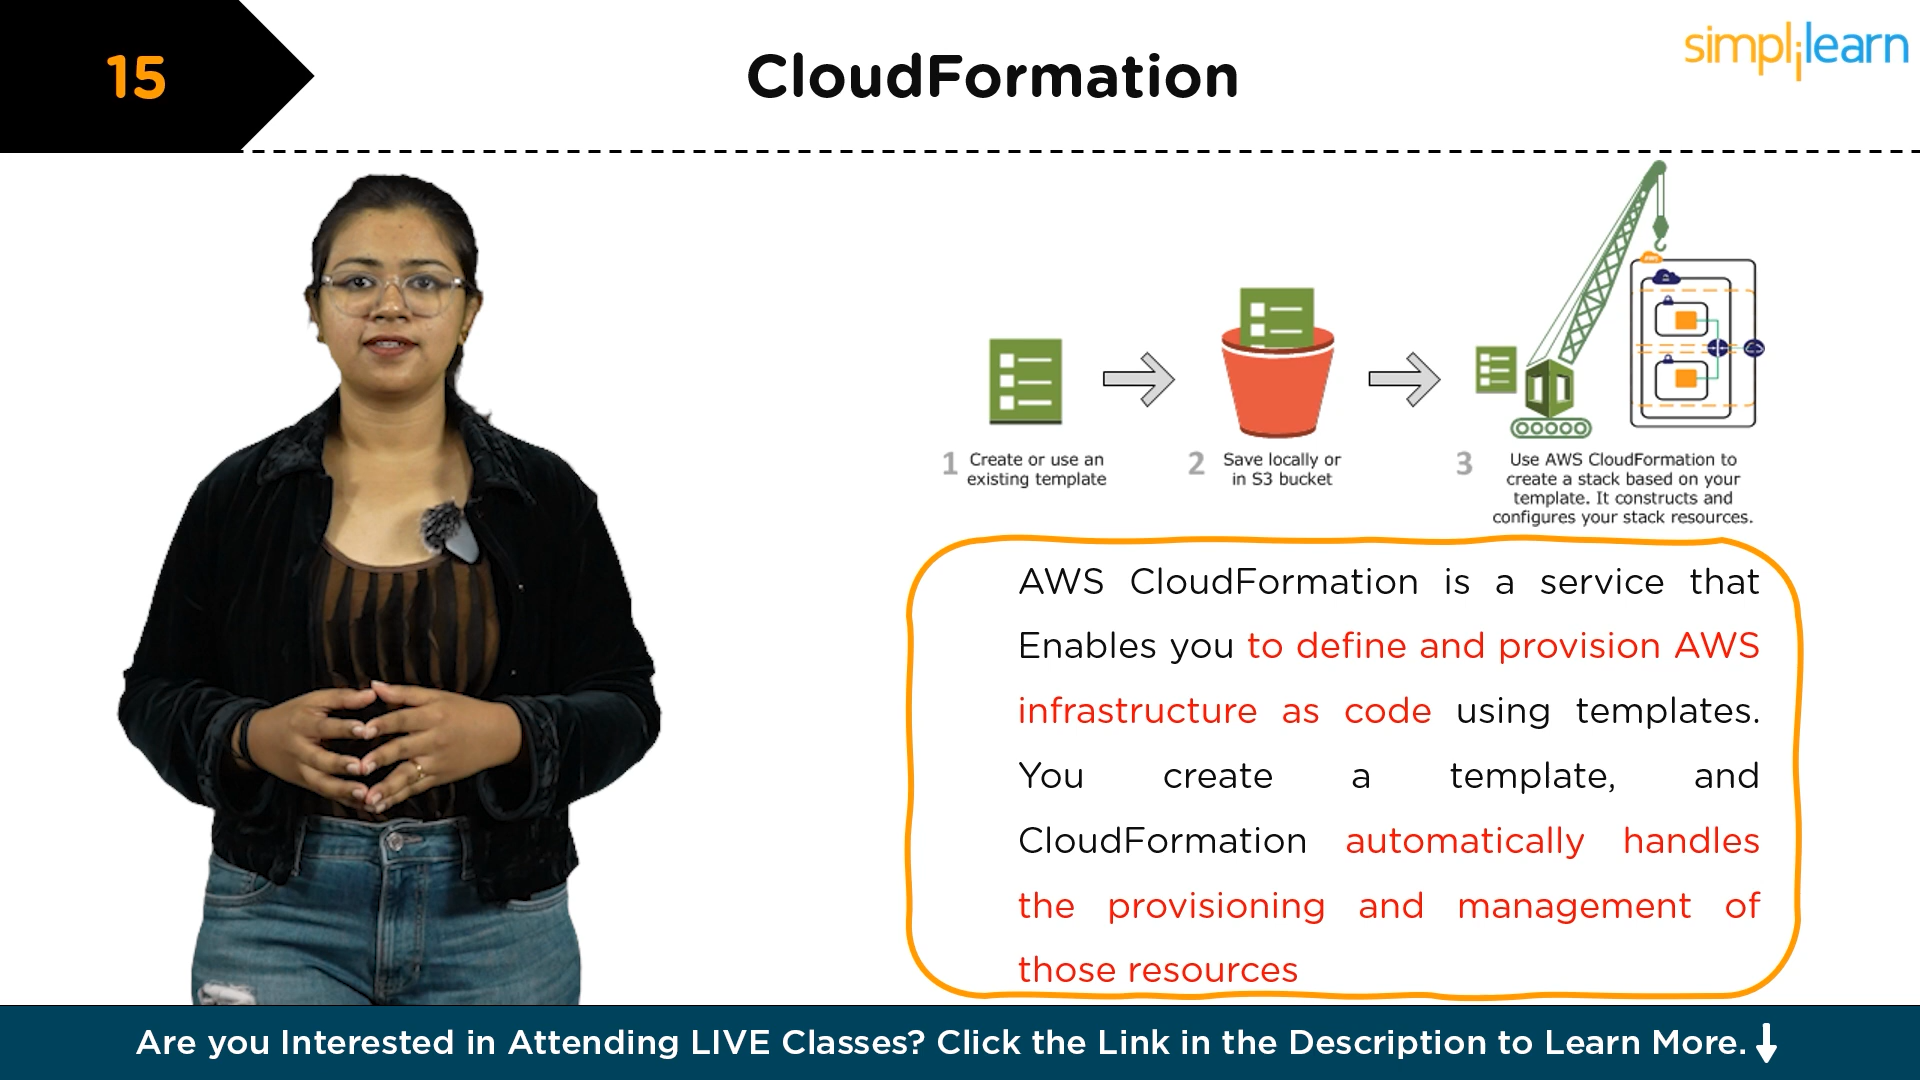 15
CloudFormation
simplilearn
1 Create or use an
existing template
2 Save locally or
in S3 bucket
3 Use AWS CloudFormation to
create a stack based on your
template. It constructs and
configures your stack resources.
AWS CloudFormation is a service that
Enables you to define and provision AWS
infrastructure as code using templates.
You create a template, and
CloudFormation automatically handles
the provisioning and management of
those resources
Are you Interested in Attending LIVE Classes? Click the Link in the Description to Learn More.